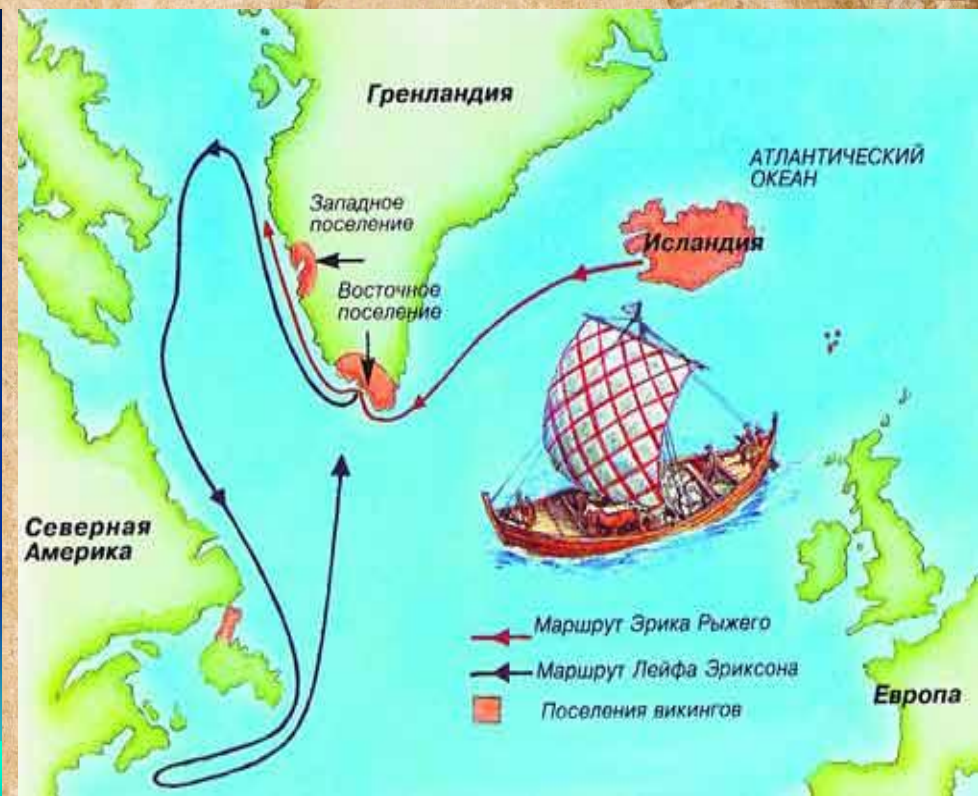 Гренландия
АТЛАНТИЧЕСКИЙ
ОКЕАН
Западное
поселение
Исландия
Восточное
поселение
Северная
Америка
Маршрут Эрика Рыжего
Маршрут Лейфа Эриксона
Европа
Поселения викингов